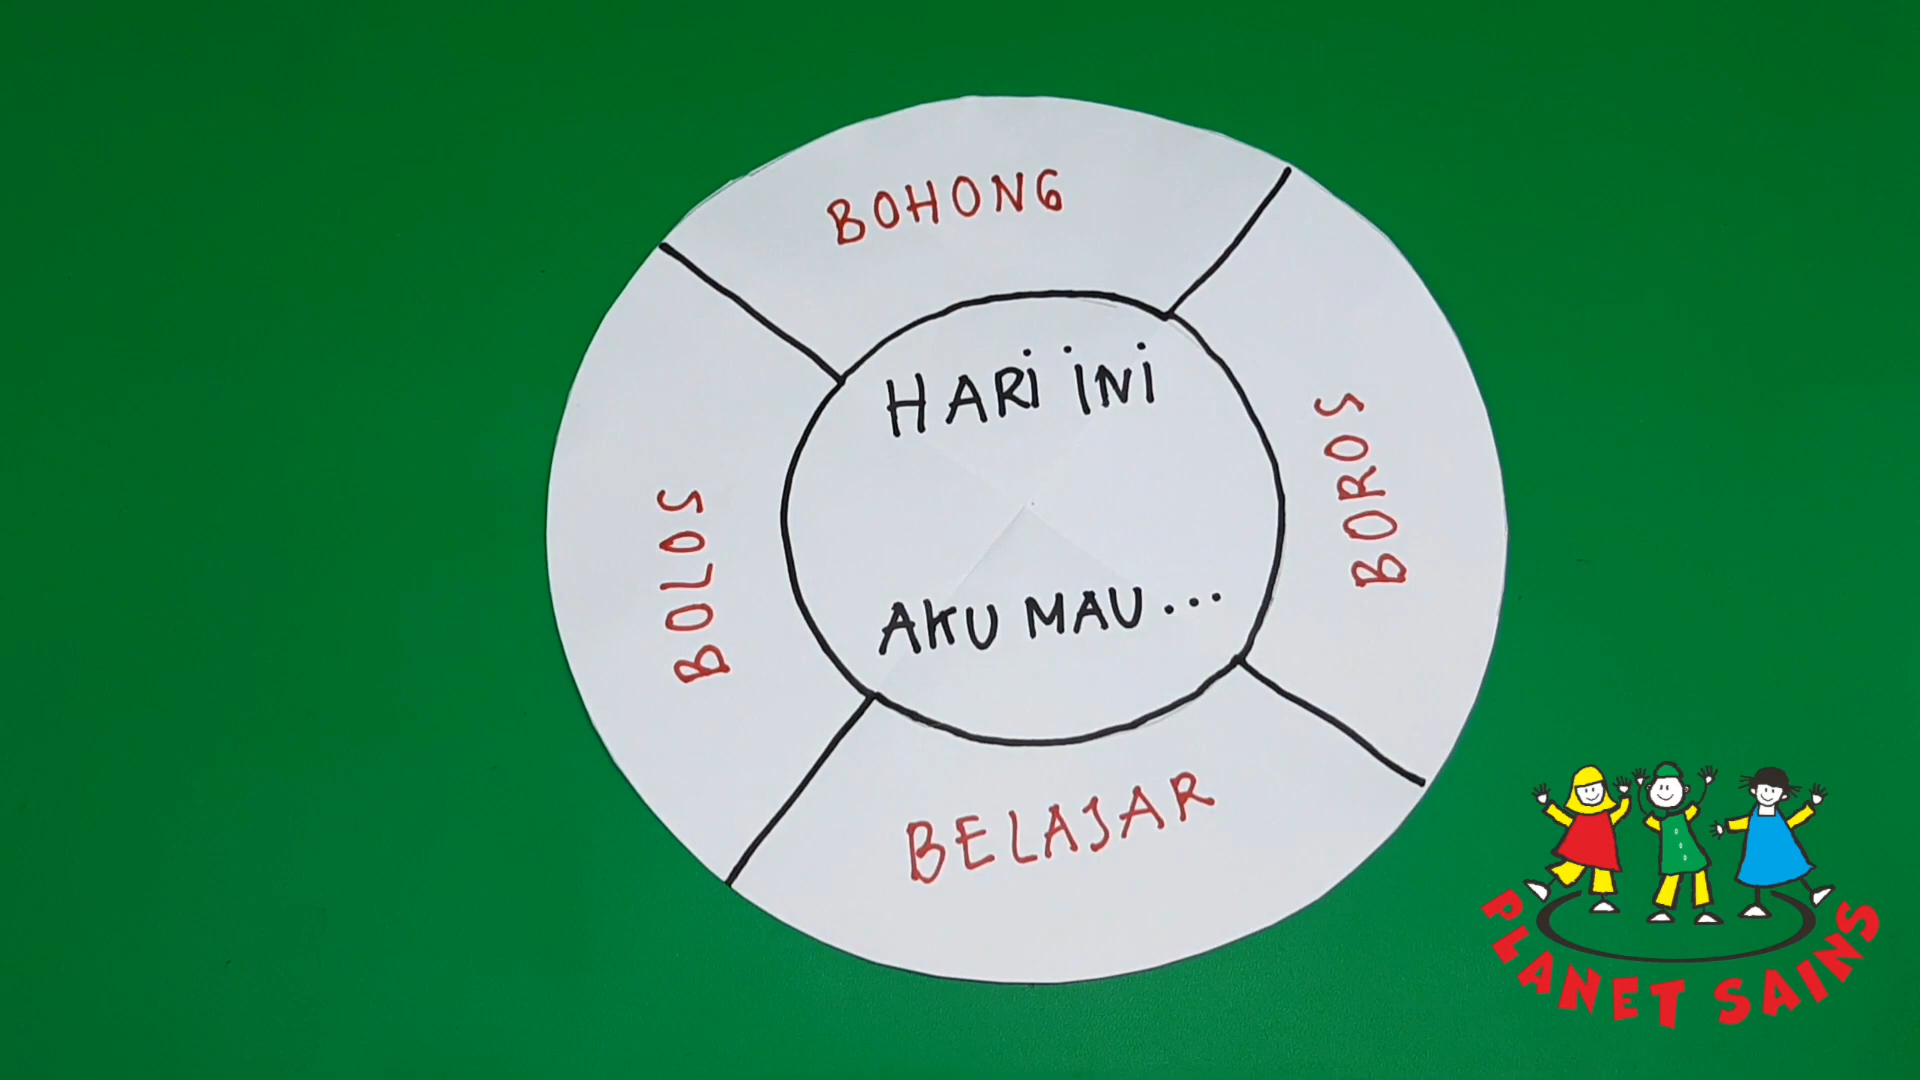 BOHONG
HARI INI
BOROS
BOLOS
AKU MAU...
BELAJAR
PLANET SAINS